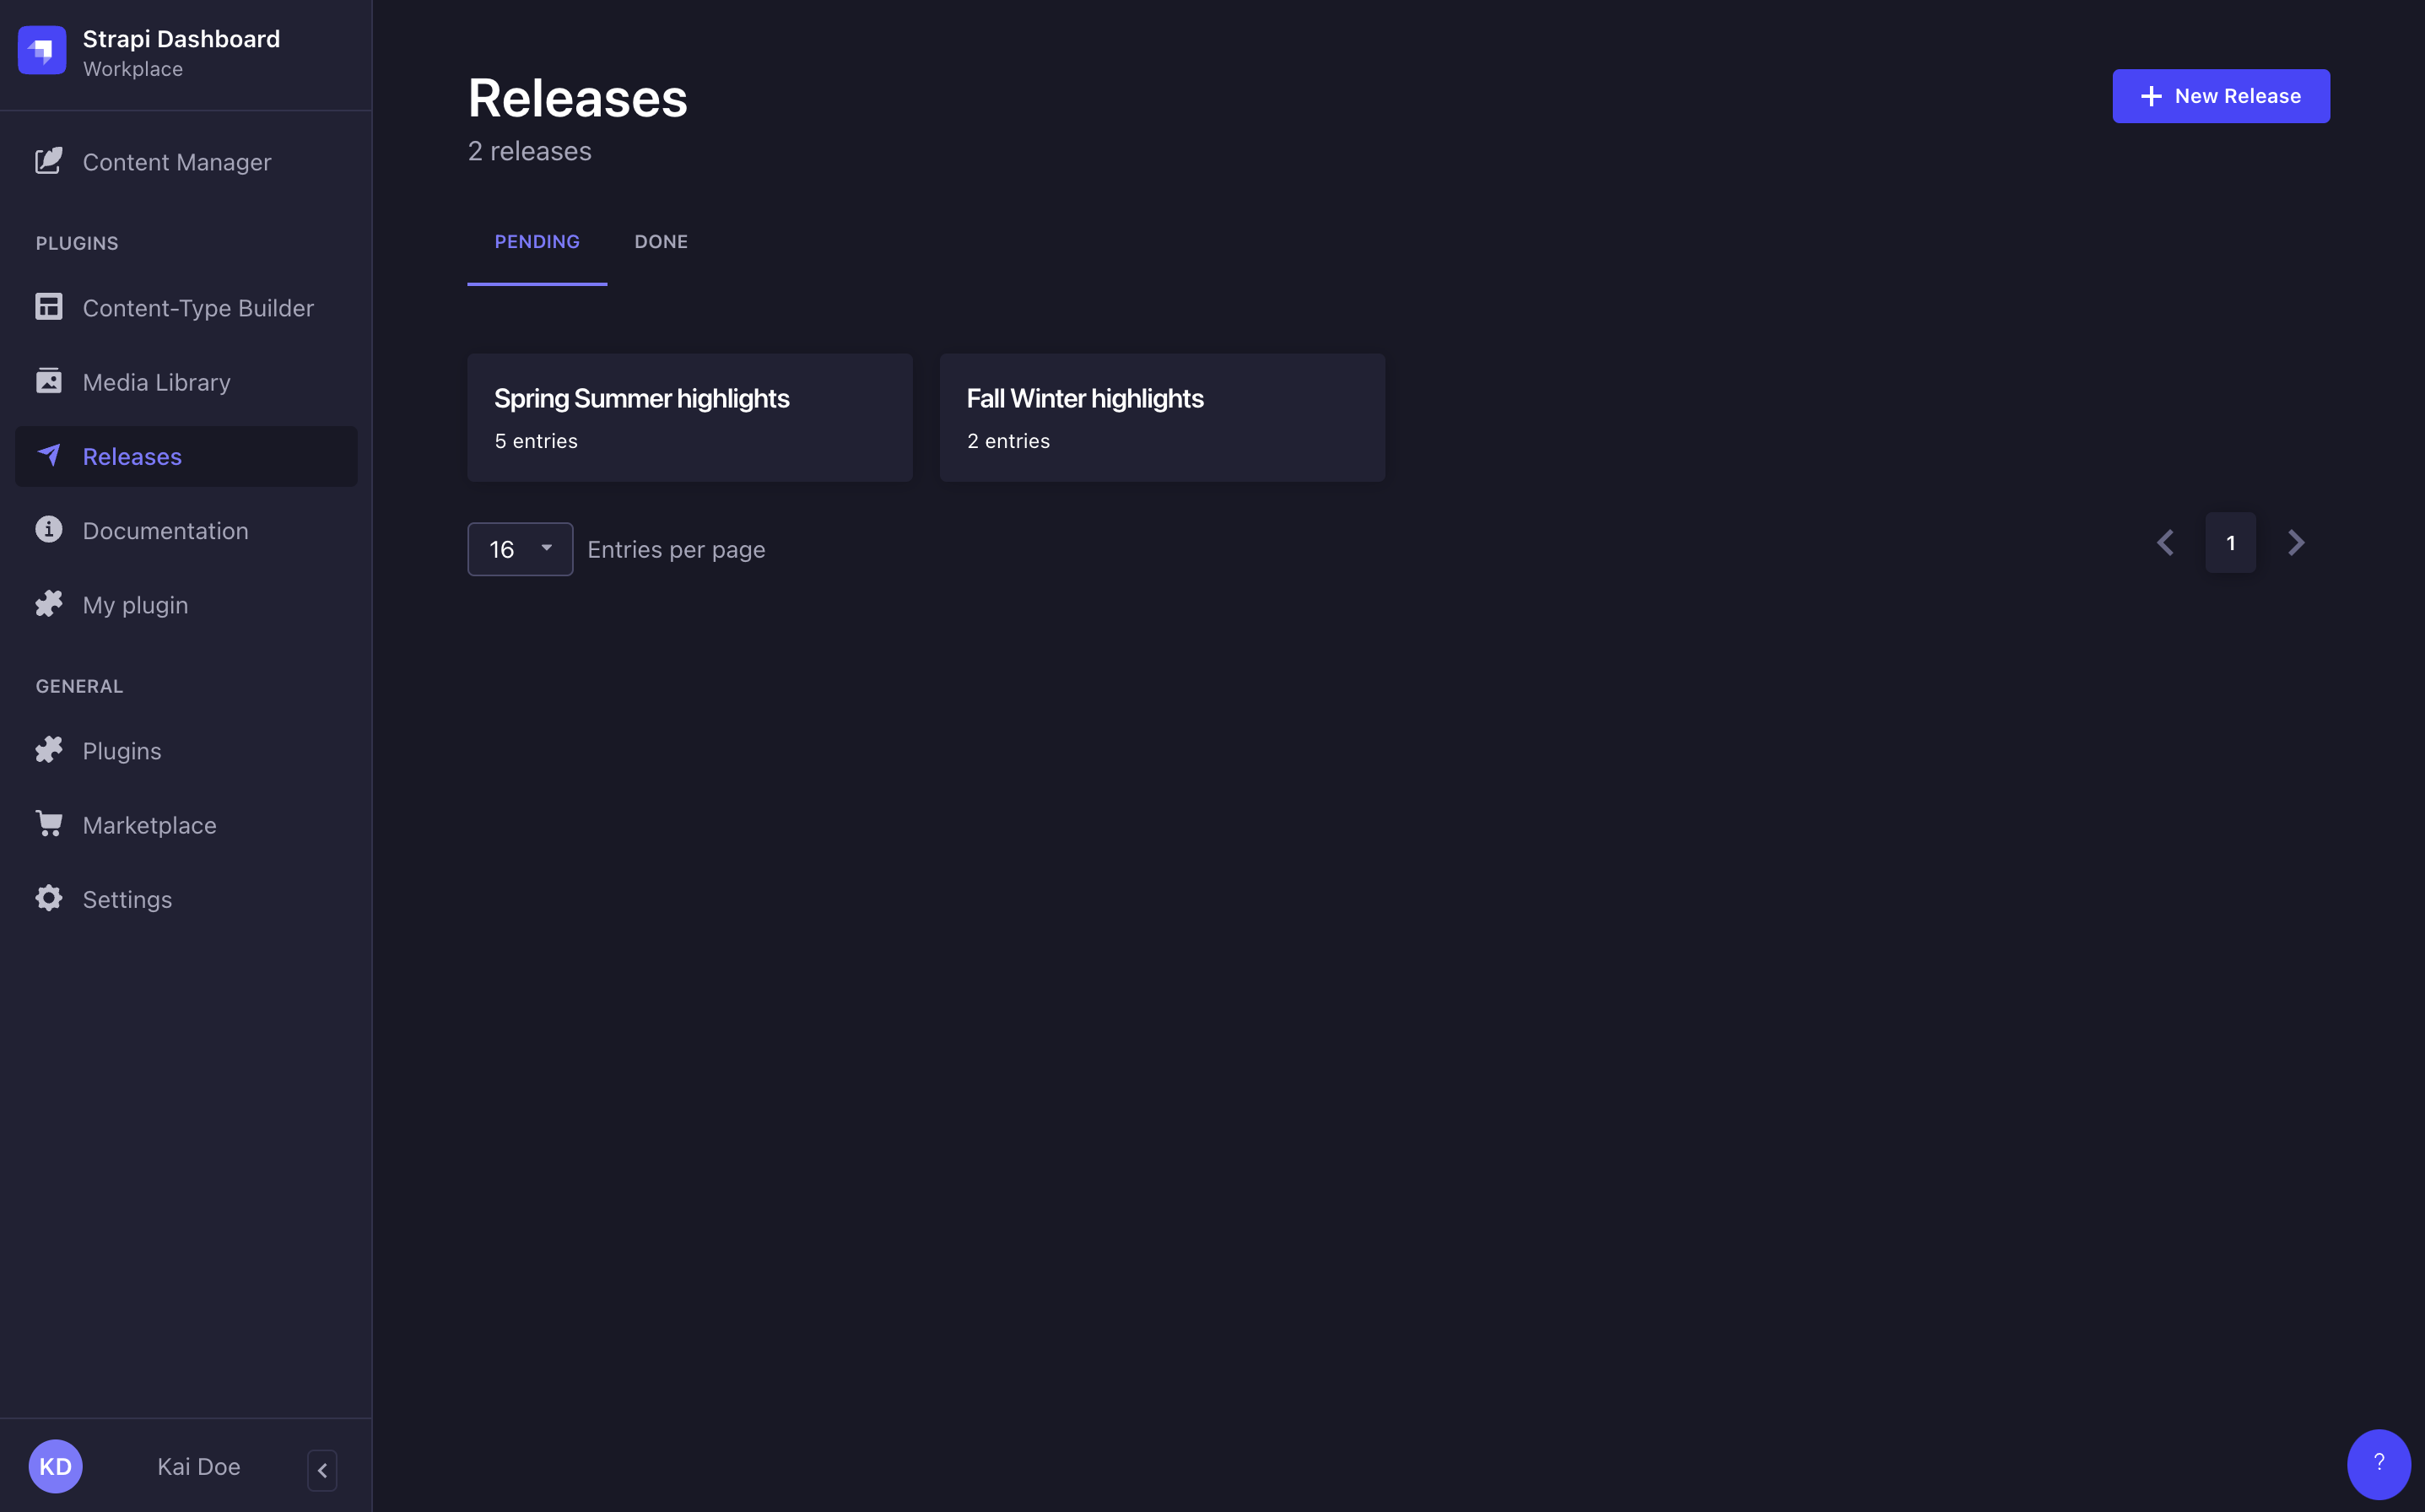 Strapi Dashboard
Workplace
Content Manager
PLUGINS
Content-Type Builder
Media Library
Releases
Documentation
My plugin
GENERAL
Plugins
Marketplace
Settings
KD
Kai Doe
Releases
2 releases
New Release
PENDING
DONE
Spring Summer highlights
5 entries
Fall Winter highlights
2 entries
16
Entries per page
1
?